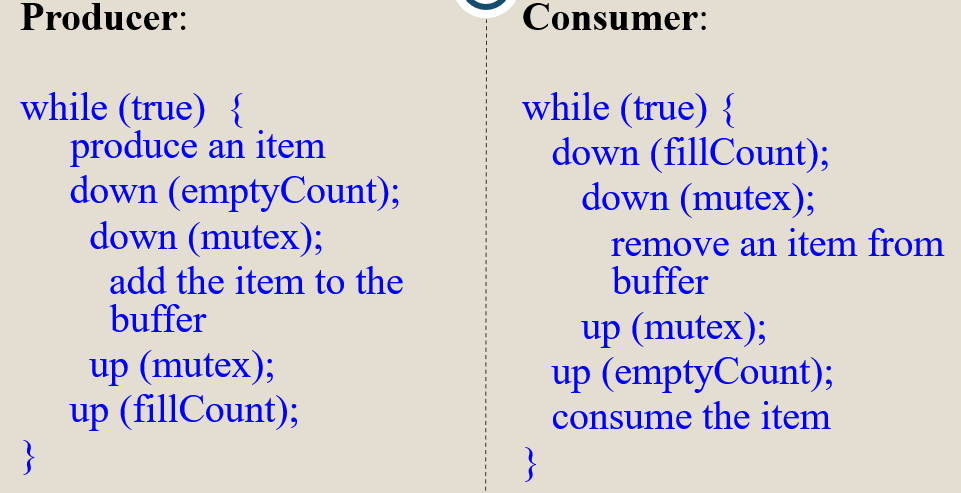 Producer:
while (true)  {
produce an item
down (emptyCount);
down (mutex);
add the item to the
buffer
up (mutex);
up (fillCount);
}
Consumer:
while (true) {
down (fillCount);
down (mutex);
remove an item from
buffer
up (mutex);
up (emptyCount);
consume the item
}